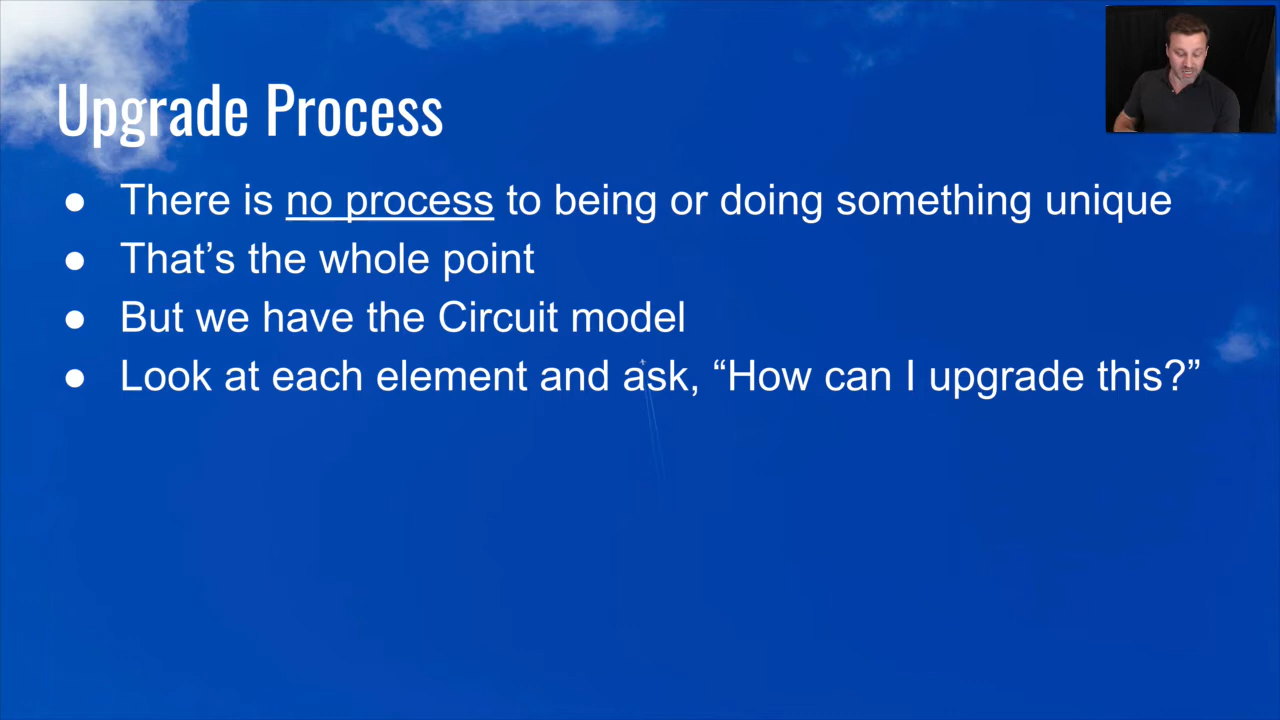 Upgrade Process
● There is no process to being or doing something unique
● That’s the whole point
● But we have the Circuit model
● Look at each element and ask, “How can I upgrade this?”